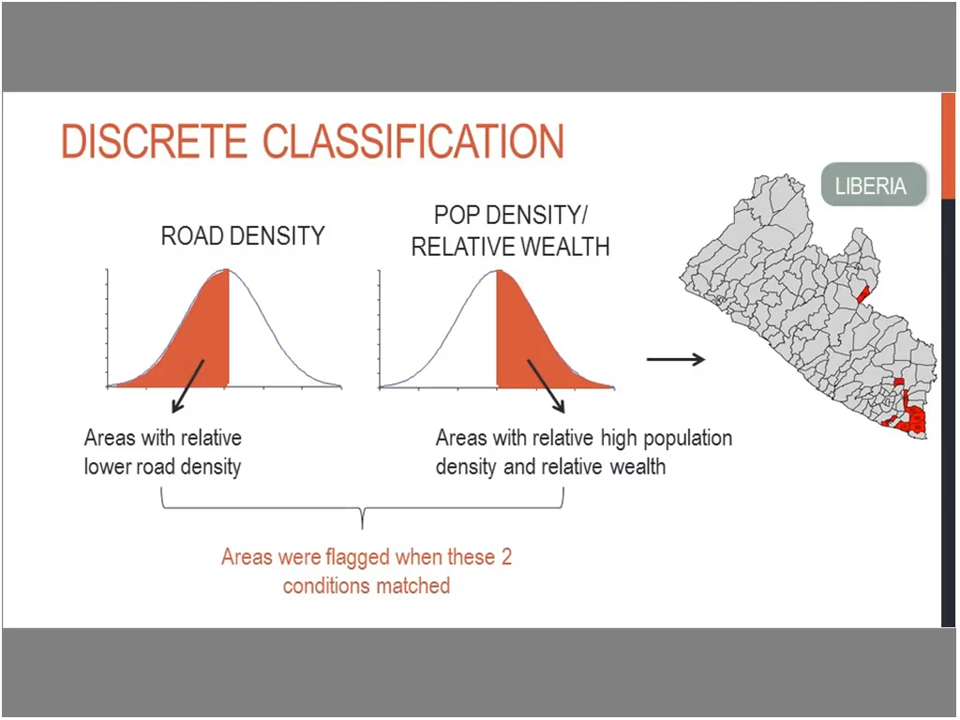 DISCRETE CLASSIFICATION
LIBERIA
ROAD DENSITY
POP DENSITY/
RELATIVE WEALTH
Areas with relative
lower road density
Areas with relative high population
density and relative wealth
Areas were flagged when these 2
conditions matched